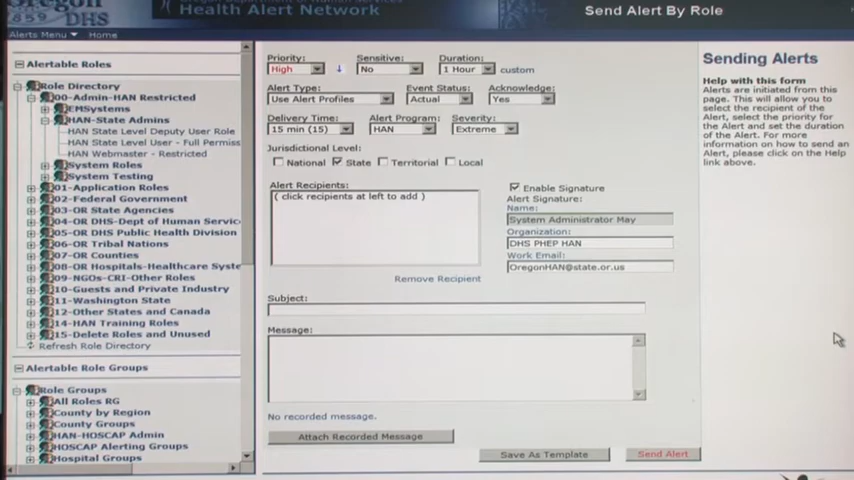 Oregon
859 DHS
Health Alert Network
Send Alert By Role
Alerts Menu
Home
Alertable Roles
Role Directory
00-Admin-HAN Restricted
EMSystems
HAN-State Admins
HAN State Level Deputy User Role
HAN State Level User - Full Permiss
HAN Webmaster - Restricted
System Roles
System Testing
01-Application Roles
02-Federal Government
03-OR State Agencies
04-OR DHS-Dept of Human Servic
05-OR DHS Public Health Division
06-OR Tribal Nations
07-OR Counties
08-OR Hospitals-Healthcare Syste
09-NGOs-CRI-Other Roles
10-Guests and Private Industry
11-Washington State
12-Other States and Canada
14-HAN Training Roles
15-Delete Roles and Unused
Refresh Role Directory
Alertable Role Groups
Role Groups
All Roles RG
County by Region
County Groups
HAN-HOSCAP Admin
HOSCAP Alerting Groups
Hospital Groups
Priority: Sensitive: Duration:
High No 1 Hour custom
Alert Type: Event Status: Acknowledge:
Use Alert Profiles Actual Yes
Delivery Time: Alert Program: Severity:
15 min (15) HAN Extreme
Jurisdictional Level:
National State Territorial Local
Alert Recipients:
( click recipients at left to add )
Remove Recipient
Enable Signature
Alert Signature:
Name:
System Administrator May
Organization:
DHS PHEP HAN
Work Email:
OregonHAN@state.or.us
Subject:
Message:
No recorded message.
Attach Recorded Message
Save As Template
Send Alert
Sending Alerts
Help with this form
Alerts are initiated from this
page. This will allow you to
select the recipient of the
Alert, select the priority for
the Alert and set the duration
of the Alert. For more
information on how to send an
Alert, please click on the Help
link above.